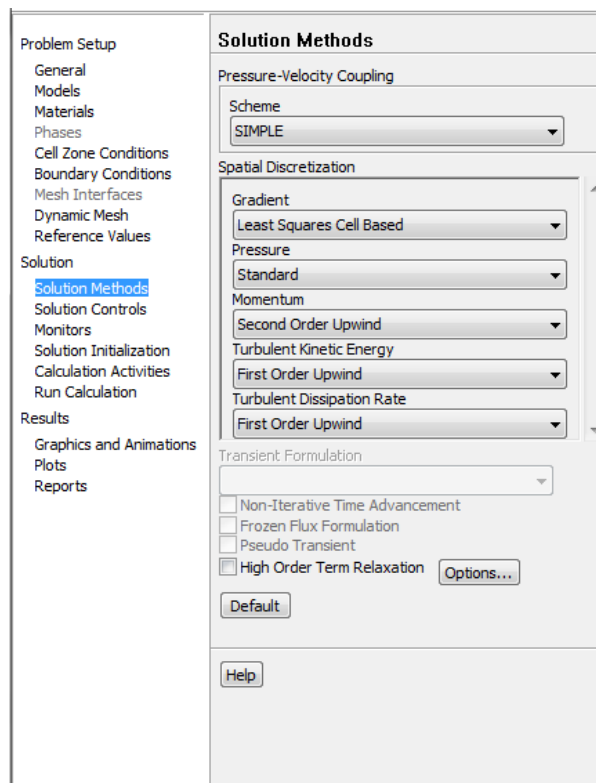 Problem Setup
General
Models
Materials
Phases
Cell Zone Conditions
Boundary Conditions
Mesh Interfaces
Dynamic Mesh
Reference Values
Solution
Solution Methods
Solution Controls
Monitors
Solution Initialization
Calculation Activities
Run Calculation
Results
Graphics and Animations
Plots
Reports
Solution Methods
Pressure-Velocity Coupling
Scheme
SIMPLE
Spatial Discretization
Gradient
Least Squares Cell Based
Pressure
Standard
Momentum
Second Order Upwind
Turbulent Kinetic Energy
First Order Upwind
Turbulent Dissipation Rate
First Order Upwind
Transient Formulation
Non-Iterative Time Advancement
Frozen Flux Formulation
Pseudo Transient
High Order Term Relaxation Options...
Default
Help